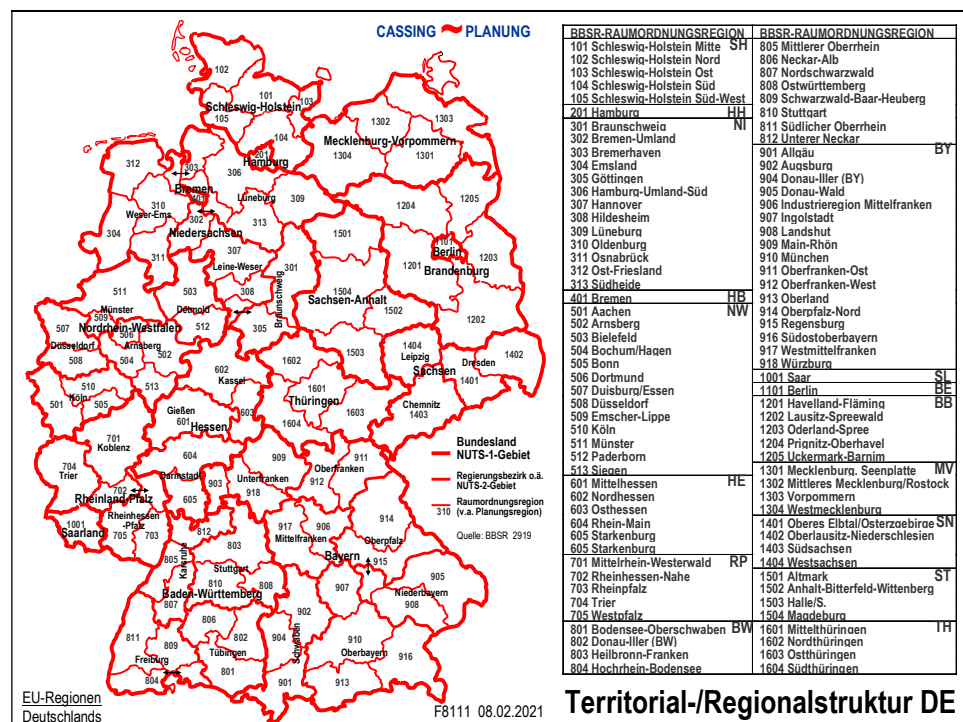 CASSING ~ PLANUNG
102
101
103
Schleswig-Holstein
105
104
1302
1303
Mecklenburg-Vorpommern
1304
1301
201
Hamburg
312
303
306
Bremen
401
Lüneburg
309
310
Weser-Ems
302
Niedersachsen
313
304
311
307
Leine-Weser
301
308
Braunschweig
305
1204
1205
1501
1101
Berlin
1203
1201
Brandenburg
1504
Sachsen-Anhalt
1502
1202
511
Münster
503
509
Nordrhein-Westfalen
Detmold
507
506
512
Düsseldorf
Arnsberg
508
504
502
510
Köln
513
501
505
1503
1404
Leipzig
1402
Dresden
Sachsen
1401
Chemnitz
1403
1602
1601
Thüringen
1603
1604
602
Kassel
Gießen
603
601
Hessen
701
Koblenz
604
704
Trier
Darmstadt
903
702
Rheinland-Pfalz
605
Rheinhessen
-Pfalz
1001
Saarland
705
703
909
Unterfranken
918
Oberfranken
911
912
812
917
906
Mittelfranken
914
Oberpfalz
805
Karlsruhe
803
Bayern
915
Stuttgart
810
808
Baden-Württemberg
907
905
Niederbayern
908
807
902
806
811
802
904
Schwaben
910
809
Tübingen
Oberbayern
916
Freiburg
804
801
901
913
Bundesland
NUTS-1-Gebiet
Regierungsbezirk o.ä.
NUTS-2-Gebiet
Raumordnungsregion
310 (v.a. Planungsregion)
Quelle: BBSR 2919
EU-Regionen
Deutschlands
F8111 08.02.2021
BBSR-RAUMORDNUNGSREGION
101 Schleswig-Holstein Mitte SH
102 Schleswig-Holstein Nord
103 Schleswig-Holstein Ost
104 Schleswig-Holstein Süd
105 Schleswig-Holstein Süd-West
201 Hamburg HH
301 Braunschweig NI
302 Bremen-Umland
303 Bremerhaven
304 Emsland
305 Göttingen
306 Hamburg-Umland-Süd
307 Hannover
308 Hildesheim
309 Lüneburg
310 Oldenburg
311 Osnabrück
312 Ost-Friesland
313 Südheide
401 Bremen HB
501 Aachen NW
502 Arnsberg
503 Bielefeld
504 Bochum/Hagen
505 Bonn
506 Dortmund
507 Duisburg/Essen
508 Düsseldorf
509 Emscher-Lippe
510 Köln
511 Münster
512 Paderborn
513 Siegen
601 Mittelhessen HE
602 Nordhessen
603 Osthessen
604 Rhein-Main
605 Starkenburg
605 Starkenburg
701 Mittelrhein-Westerwald RP
702 Rheinhessen-Nahe
703 Rheinpfalz
704 Trier
705 Westpfalz
801 Bodensee-Oberschwaben BW
802 Donau-Iller (BW)
803 Heilbronn-Franken
804 Hochrhein-Bodensee
BBSR-RAUMORDNUNGSREGION
805 Mittlerer Oberrhein
806 Neckar-Alb
807 Nordschwarzwald
808 Ostwürttemberg
809 Schwarzwald-Baar-Heuberg
810 Stuttgart
811 Südlicher Oberrhein
812 Unterer Neckar
901 Allgäu BY
902 Augsburg
904 Donau-Iller (BY)
905 Donau-Wald
906 Industrieregion Mittelfranken
907 Ingolstadt
908 Landshut
909 Main-Rhön
910 München
911 Oberfranken-Ost
912 Oberfranken-West
913 Oberland
914 Oberpfalz-Nord
915 Regensburg
916 Südostoberbayern
917 Westmittelfranken
918 Würzburg
1001 Saar SL
1101 Berlin BE
1201 Havelland-Fläming BB
1202 Lausitz-Spreewald
1203 Oderland-Spree
1204 Prignitz-Oberhavel
1205 Uckermark-Barnim
1301 Mecklenburg. Seenplatte MV
1302 Mittleres Mecklenburg/Rostock
1303 Vorpommern
1304 Westmecklenburg
1401 Oberes Elbtal/Osterzgebirge SN
1402 Oberlausitz-Niederschlesien
1403 Südsachsen
1404 Westsachsen
1501 Altmark ST
1502 Anhalt-Bitterfeld-Wittenberg
1503 Halle/S.
1504 Magdeburg
1601 Mittelthüringen TH
1602 Nordthüringen
1603 Ostthüringen
1604 Südthüringen
Territorial-/Regionalstruktur DE